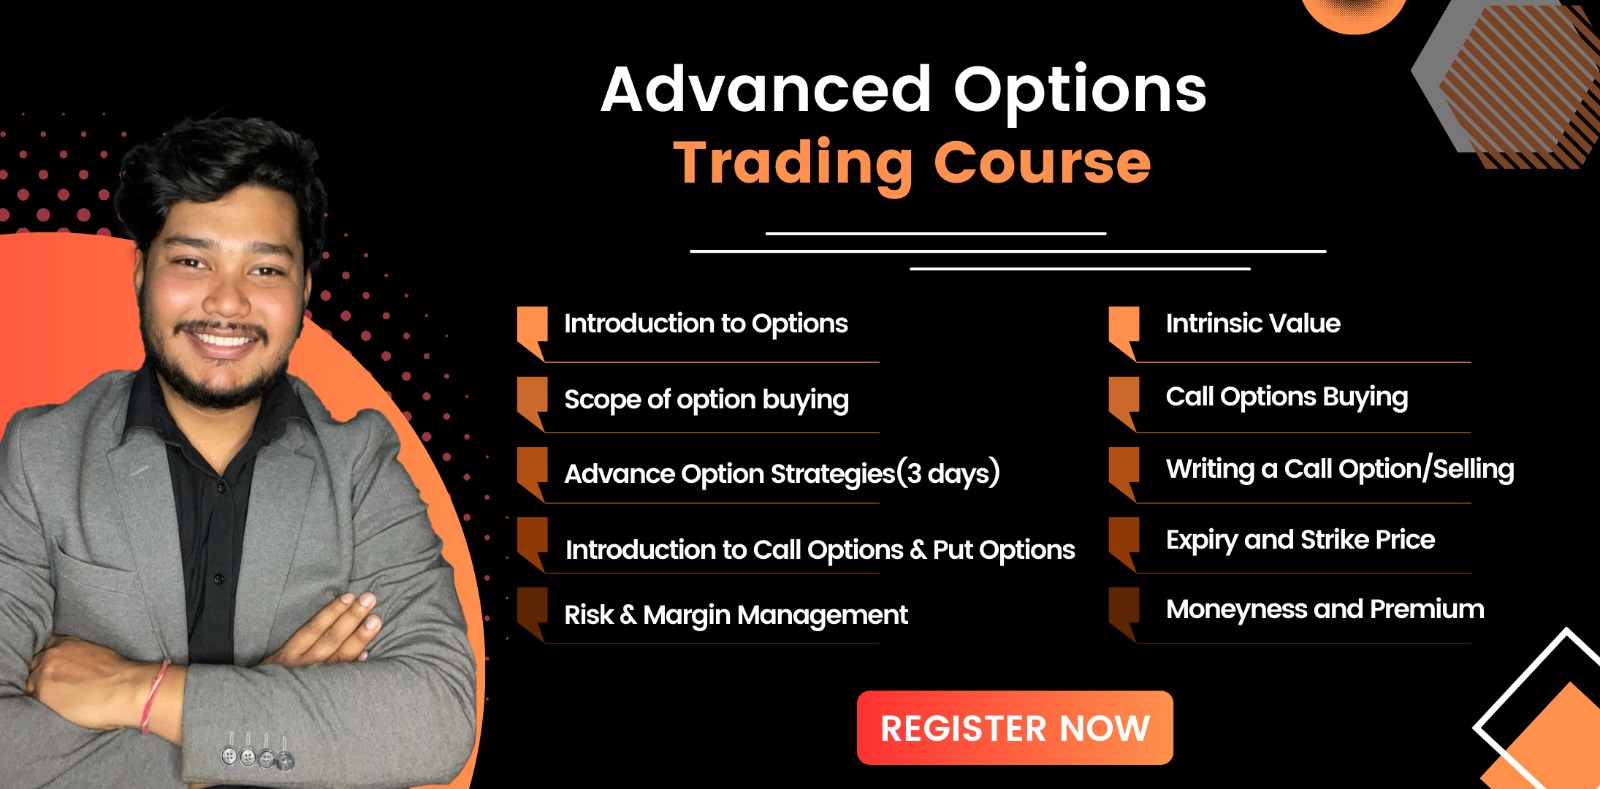 Advanced Options
Trading Course
Introduction to Options
Scope of option buying
Advance Option Strategies(3 days)
Introduction to Call Options & Put Options
Risk & Margin Management
Intrinsic Value
Call Options Buying
Writing a Call Option/Selling
Expiry and Strike Price
Moneyness and Premium
REGISTER NOW